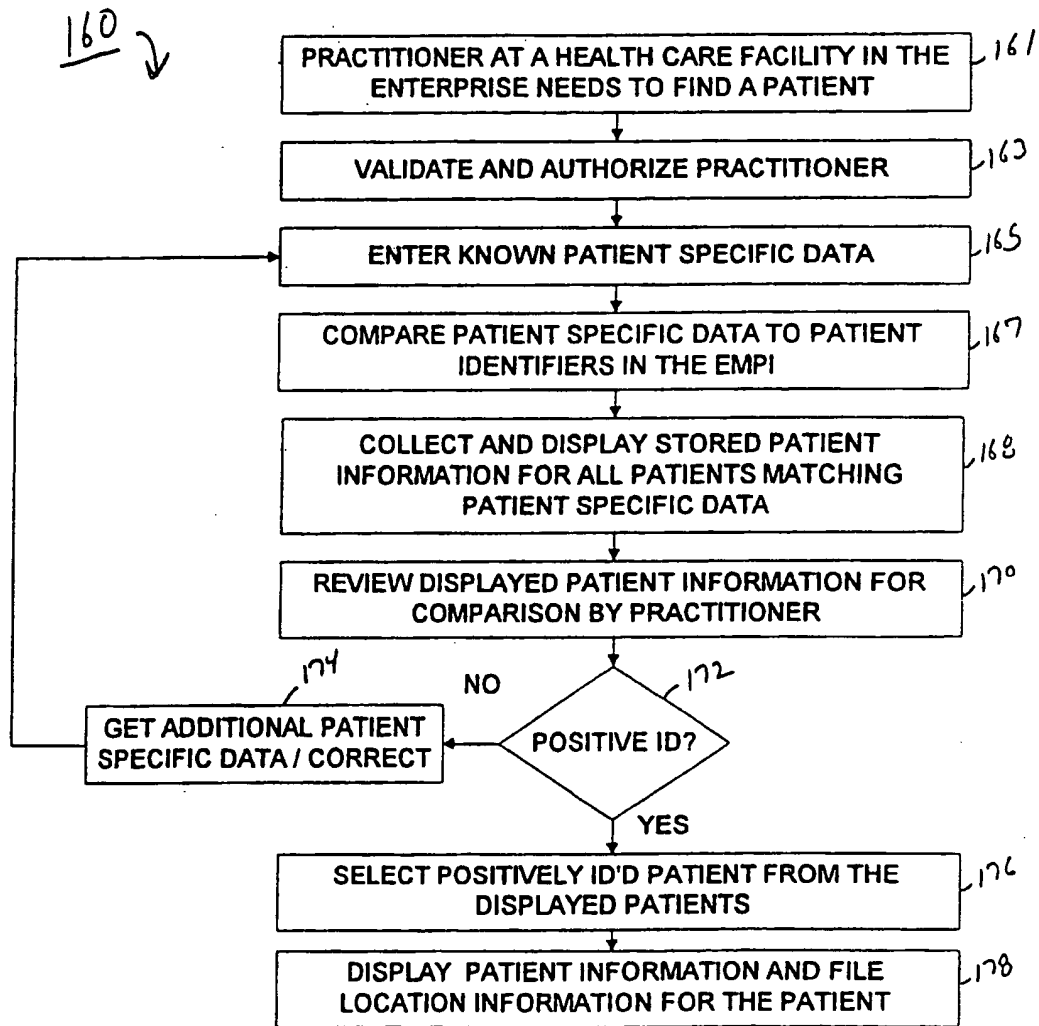 160
PRACTITIONER AT A HEALTH CARE FACILITY IN THE
ENTERPRISE NEEDS TO FIND A PATIENT
161
VALIDATE AND AUTHORIZE PRACTITIONER
163
ENTER KNOWN PATIENT SPECIFIC DATA
165
COMPARE PATIENT SPECIFIC DATA TO PATIENT
IDENTIFIERS IN THE EMPI
167
COLLECT AND DISPLAY STORED PATIENT
INFORMATION FOR ALL PATIENTS MATCHING
PATIENT SPECIFIC DATA
168
REVIEW DISPLAYED PATIENT INFORMATION FOR
COMPARISON BY PRACTITIONER
170
174
NO
172
GET ADDITIONAL PATIENT
SPECIFIC DATA / CORRECT
POSITIVE ID?
YES
SELECT POSITIVELY ID'D PATIENT FROM THE
DISPLAYED PATIENTS
176
DISPLAY PATIENT INFORMATION AND FILE
LOCATION INFORMATION FOR THE PATIENT
178